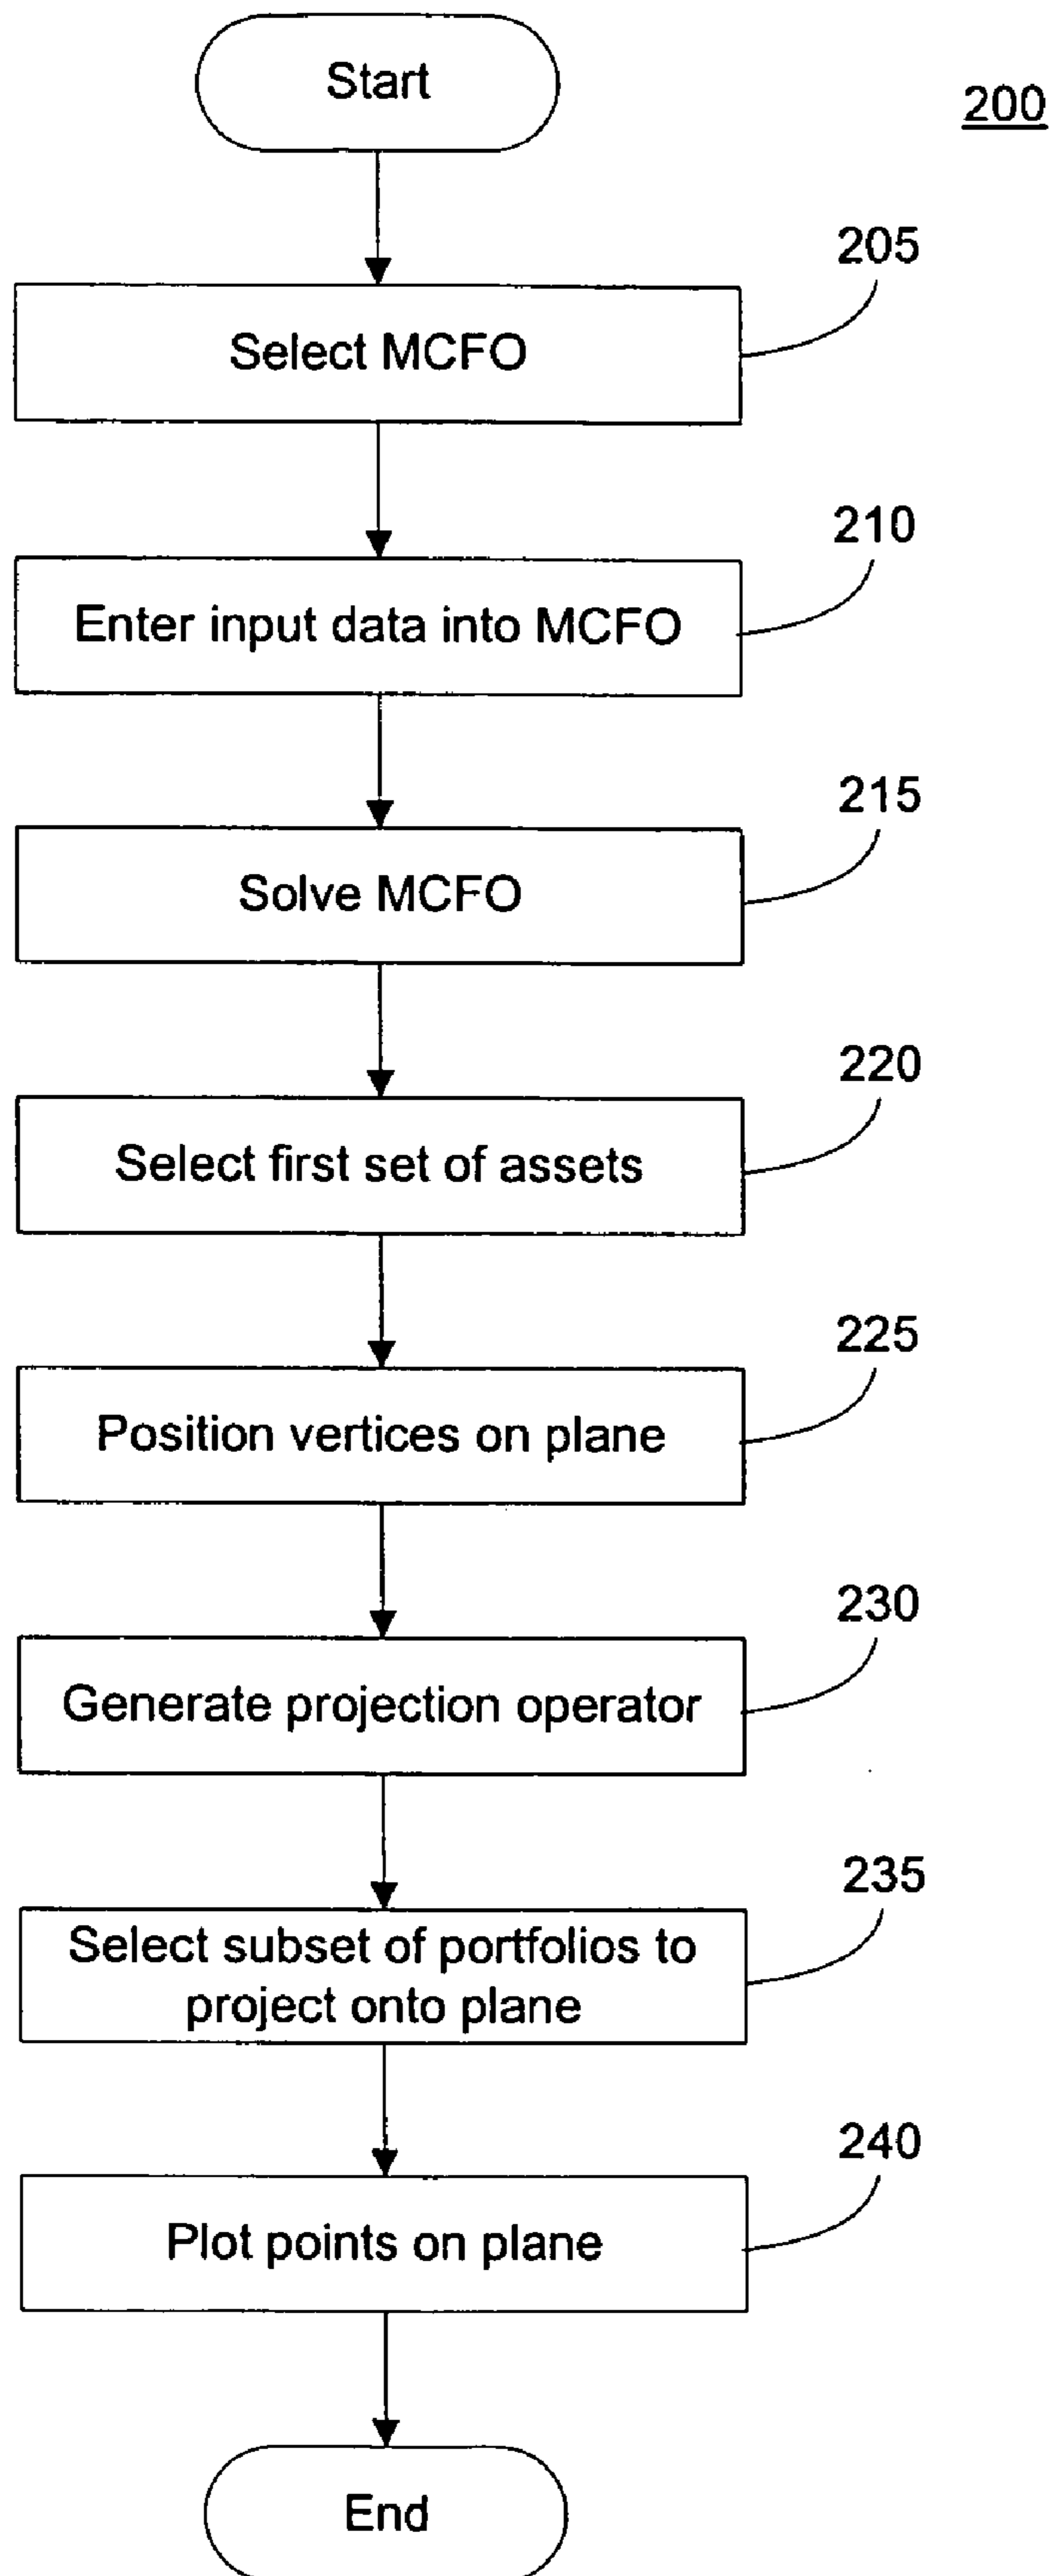 Start
200
205
Select MCFO
210
Enter input data into MCFO
215
Solve MCFO
220
Select first set of assets
225
Position vertices on plane
230
Generate projection operator
235
Select subset of portfolios to
project onto plane
240
Plot points on plane
End